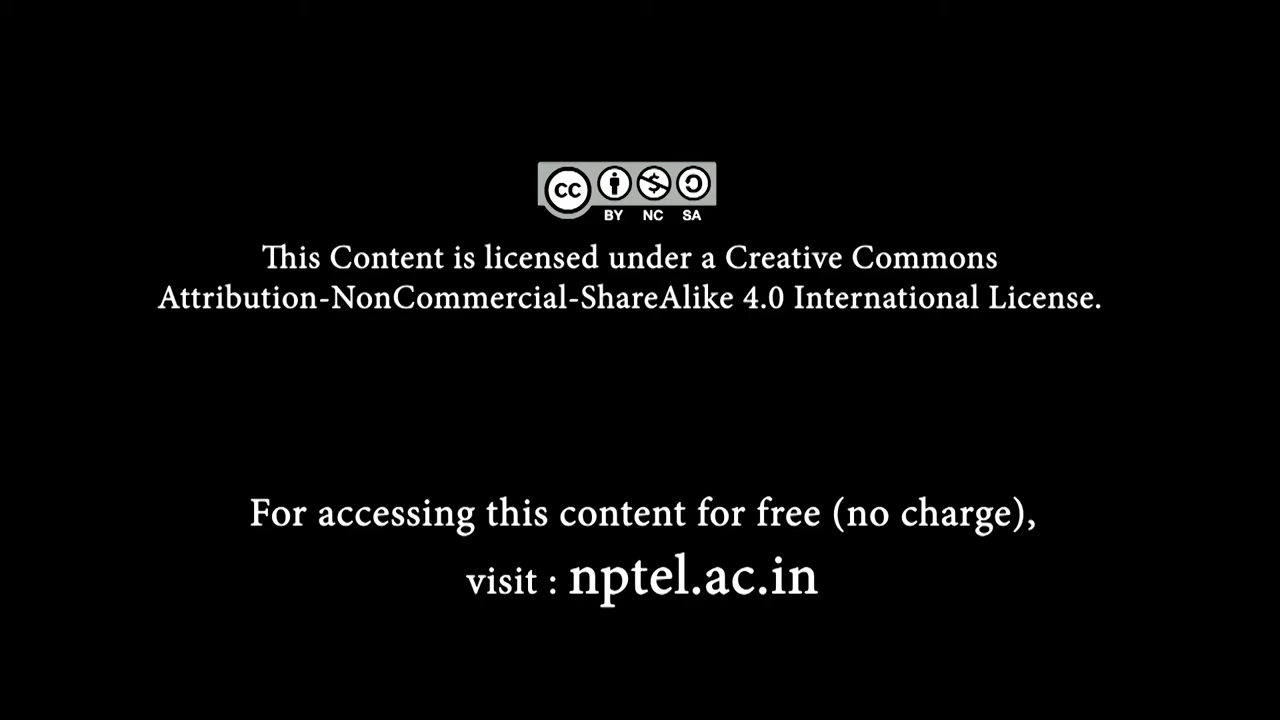 cc
BY NC SA
This Content is licensed under a Creative Commons
Attribution-NonCommercial-ShareAlike 4.0 International License.
For accessing this content for free (no charge),
visit : nptel.ac.in